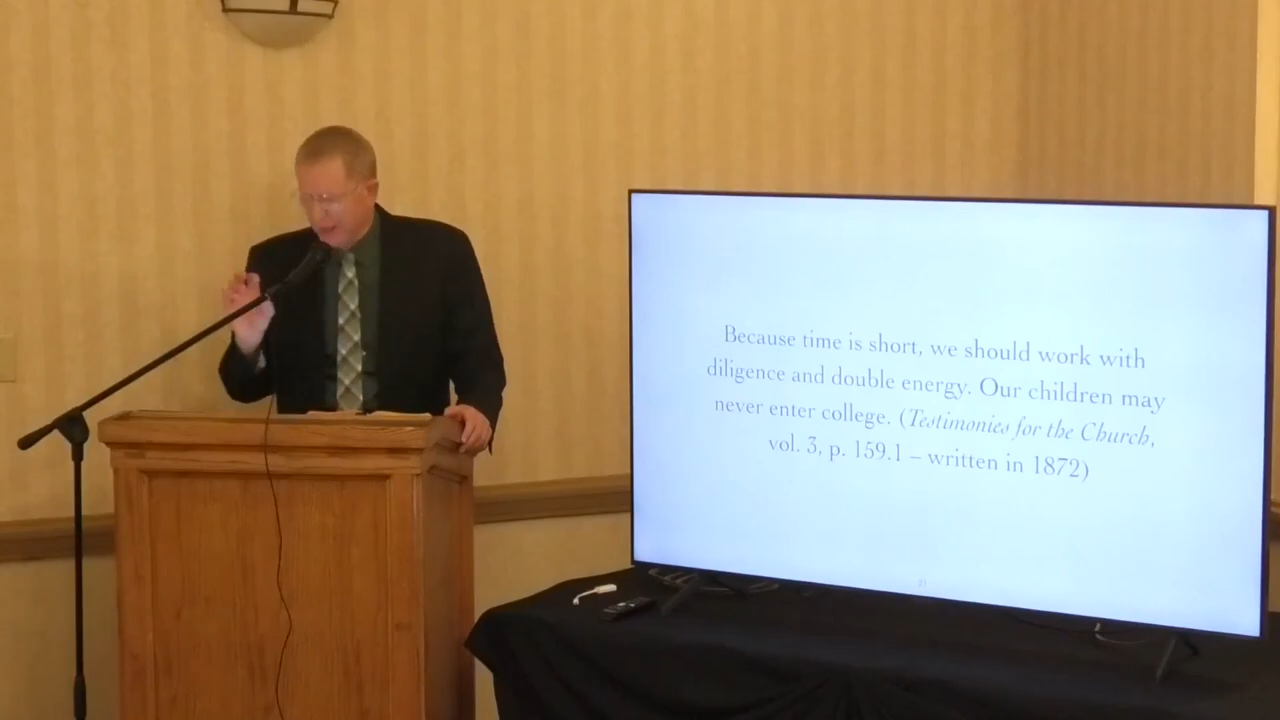 Because time is short, we should work with
diligence and double energy. Our children may
never enter college. (Testimonies for the Church,
vol. 3, p. 159.1 – written in 1872)